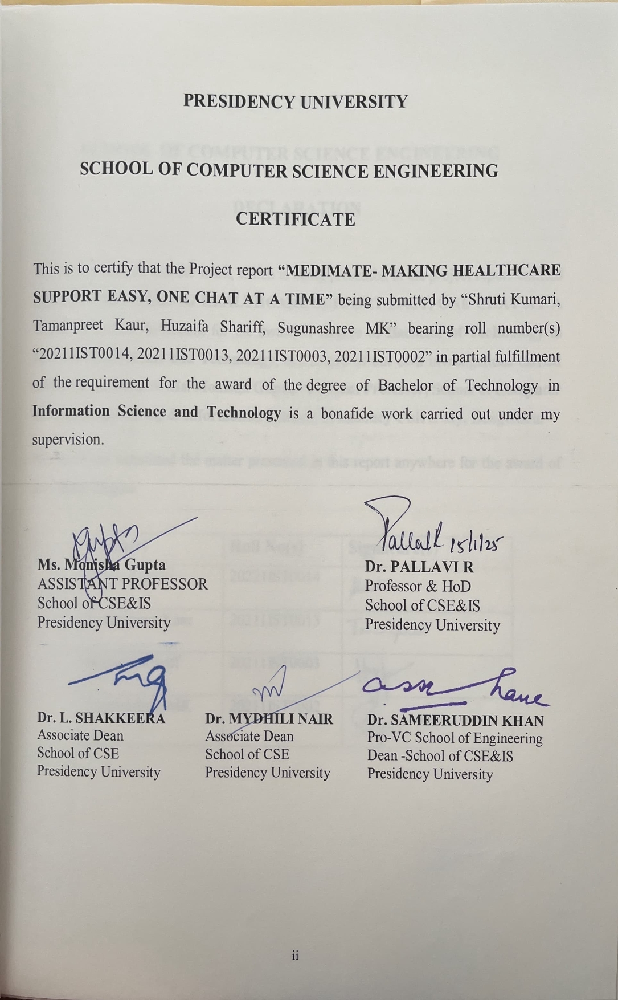 PRESIDENCY UNIVERSITY
SCHOOL OF COMPUTER SCIENCE ENGINEERING
CERTIFICATE
This is to certify that the Project report “MEDIMATE- MAKING HEALTHCARE
SUPPORT EASY, ONE CHAT AT A TIME” being submitted by “Shruti Kumari,
Tamanpreet Kaur, Huzaifa Shariff, Sugunashree MK” bearing roll number(s)
“20211IST0014, 20211IST0013, 20211IST0003, 20211IST0002” in partial fulfillment
of the requirement for the award of the degree of Bachelor of Technology in
Information Science and Technology is a bonafide work carried out under my
supervision.
Gupta
Ms. Monisha Gupta
ASSISTANT PROFESSOR
School of CSE&IS
Presidency University
15/1/25
Dr. PALLAVI R
Professor & HoD
School of CSE&IS
Presidency University
Dr. L. SHAKKEERA
Associate Dean
School of CSE
Presidency University
Dr. MYDHILI NAIR
Associate Dean
School of CSE
Presidency University
Dr. SAMEERUDDIN KHAN
Pro-VC School of Engineering
Dean -School of CSE&IS
Presidency University
ii